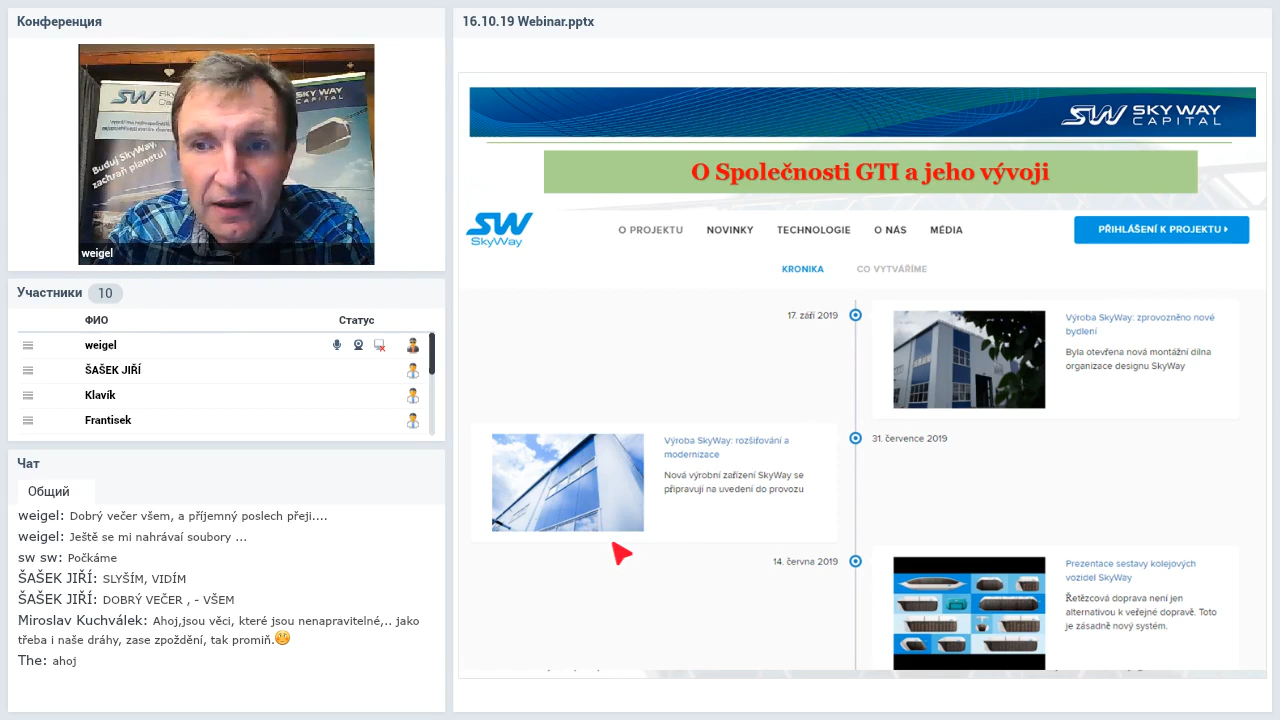 Конференция
SW Sky
SKY WAY
CAPITAL
Buduj SkyWay,
zachraň planetu!
weigel
Участники 10
ФИО Статус
weigel
ŠAŠEK JIŘÍ
Klavík
Frantisek
Чат
Общий
weigel: Dobrý večer všem, a příjemný poslech přeji....
weigel: Ještě se mi nahrávaí soubory ...
sw sw: Počkáme
ŠAŠEK JIŘÍ: SLYŠÍM, VIDÍM
ŠAŠEK JIŘÍ: DOBRÝ VEČER , - VŠEM
Miroslav Kuchválek: Ahoj,jsou věci, které jsou nenapravitelné,.. jako
třeba i naše dráhy, zase zpoždění, tak promiň.
The: ahoj
16.10.19 Webinar.pptx
SW SKY WAY
CAPITAL
O Společnosti GTI a jeho vývoji
SW
SkyWay
O PROJEKTU NOVINKY TECHNOLOGIE O NÁS MÉDIA
PŘIHLÁŠENÍ K PROJEKTU
KRONIKA CO VYTVÁŘÍME
17. září 2019
Výroba SkyWay: zprovozněno nové
bydlení
Byla otevřena nová montážní dílna
organizace designu SkyWay
31. července 2019
Výroba SkyWay: rozšiřování a
modernizace
Nová výrobní zařízení SkyWay se
připravují na uvedení do provozu
14. června 2019
Prezentace sestavy kolejových
vozidel SkyWay
Řetězcová doprava není jen
alternativou k veřejné dopravě. Toto
je zásadně nový systém.